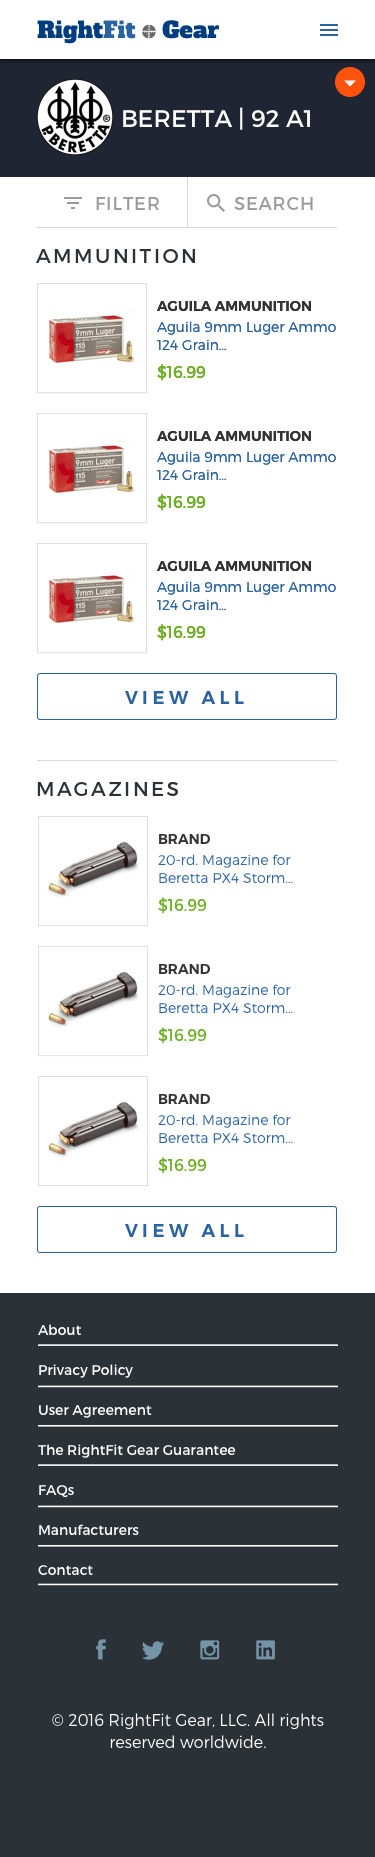 RightFit Gear
P. BERETTA
BERETTA | 92 A1
FILTER
SEARCH
AMMUNITION
9mm Luger
115
AGUILA AMMUNITION
Aguila 9mm Luger Ammo
124 Grain...
$16.99
9mm Luger
115
AGUILA AMMUNITION
Aguila 9mm Luger Ammo
124 Grain...
$16.99
9mm Luger
115
AGUILA AMMUNITION
Aguila 9mm Luger Ammo
124 Grain...
$16.99
VIEW ALL
MAGAZINES
BRAND
20-rd. Magazine for
Beretta PX4 Storm...
$16.99
BRAND
20-rd. Magazine for
Beretta PX4 Storm...
$16.99
BRAND
20-rd. Magazine for
Beretta PX4 Storm...
$16.99
VIEW ALL
About
Privacy Policy
User Agreement
The RightFit Gear Guarantee
FAQs
Manufacturers
Contact
© 2016 RightFit Gear, LLC. All rights
reserved worldwide.